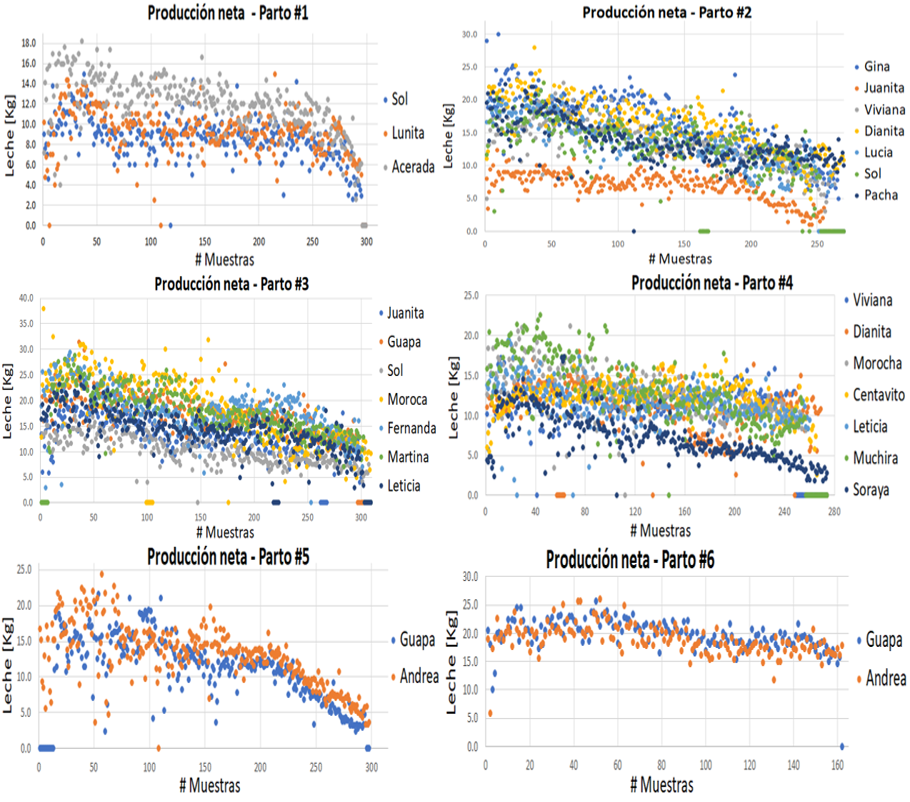 Producción neta - Parto #1
Leche [Kg]
18.0
16.0
14.0
12.0
10.0
8.0
6.0
4.0
2.0
0.0
0 50 100 150 200 250 300
# Muestras
Sol
Lunita
Acerada
Producción neta - Parto #2
Leche [Kg]
30.0
25.0
20.0
15.0
10.0
5.0
0.0
0 50 100 150 200 250
# Muestras
Gina
Juanita
Viviana
Dianita
Lucia
Sol
Pacha
Producción neta - Parto #3
Leche [Kg]
40.0
35.0
30.0
25.0
20.0
15.0
10.0
5.0
0.0
0 50 100 150 200 250 300
# Muestras
Juanita
Guapa
Sol
Moroca
Fernanda
Martina
Leticia
Producción neta - Parto #4
Leche [Kg]
25.0
20.0
15.0
10.0
5.0
0.0
0 40 80 120 160 200 240 280
# Muestras
Viviana
Dianita
Morocha
Centavito
Leticia
Muchira
Soraya
Producción neta - Parto #5
Leche [Kg]
25.0
20.0
15.0
10.0
5.0
0.0
0 50 100 150 200 250 300
# Muestras
Guapa
Andrea
Producción neta - Parto #6
Leche [Kg]
30.0
25.0
20.0
15.0
10.0
5.0
0.0
0 20 40 60 80 100 120 140 160
# Muestras
Guapa
Andrea